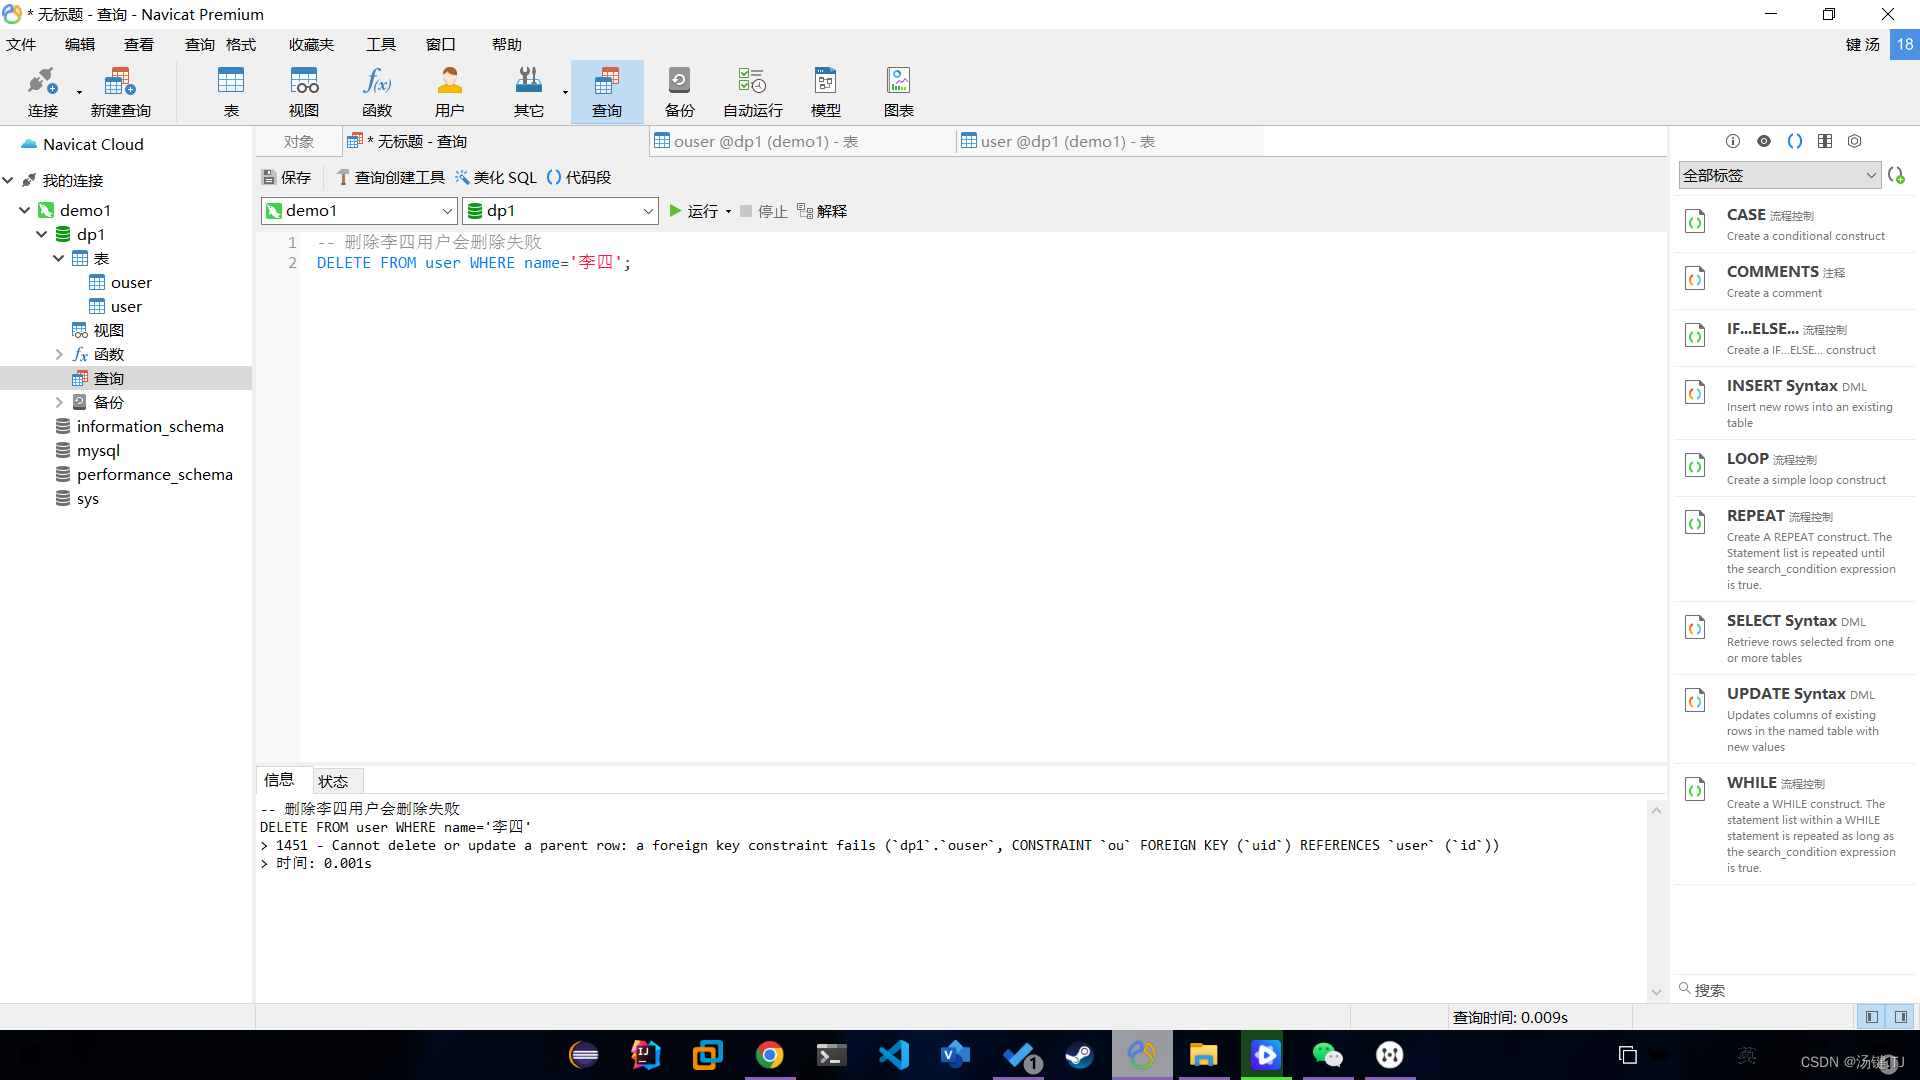 * 无标题 - 查询 - Navicat Premium
文件 编辑 查看 查询 格式 收藏夹 工具 窗口 帮助 键 汤 18
连接 新建查询 表 视图 函数 用户 其它 查询 备份 自动运行 模型 图表
Navicat Cloud
我的连接
demo1
dp1
表
ouser
user
视图
函数
查询
备份
information_schema
mysql
performance_schema
sys
对象 * 无标题 - 查询 ouser @dp1 (demo1) - 表 user @dp1 (demo1) - 表
保存 查询创建工具 美化 SQL () 代码段
demo1 dp1 运行 停止 解释
1 -- 删除李四用户会删除失败
2 DELETE FROM user WHERE name='李四';
信息 状态
-- 删除李四用户会删除失败
DELETE FROM user WHERE name='李四'
> 1451 - Cannot delete or update a parent row: a foreign key constraint fails (`dp1`.`ouser`, CONSTRAINT `ou` FOREIGN KEY (`uid`) REFERENCES `user` (`id`))
> 时间: 0.001s
全部标签
CASE 流程控制
Create a conditional construct
COMMENTS 注释
Create a comment
IF...ELSE... 流程控制
Create a IF...ELSE... construct
INSERT Syntax DML
Insert new rows into an existing
table
LOOP 流程控制
Create a simple loop construct
REPEAT 流程控制
Create A REPEAT construct. The
Statement list is repeated until
the search_condition expression
is true.
SELECT Syntax DML
Retrieve rows selected from one
or more tables
UPDATE Syntax DML
Updates columns of existing
rows in the named table with
new values
WHILE 流程控制
Create a WHILE construct. The
statement list within a WHILE
statement is repeated as long as
the search_condition expression
is true.
搜索
查询时间: 0.009s
英
CSDN @汤键.TJ